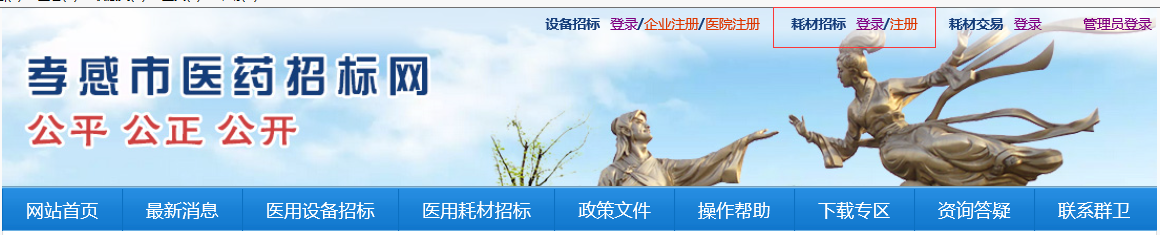 设备招标 登录/企业注册/医院注册 耗材招标 登录/注册 耗材交易 登录 管理员登录
孝感市医药招标网
公平 公正 公开
网站首页 最新消息 医用设备招标 医用耗材招标 政策文件 操作帮助 下载专区 资询答疑 联系群卫